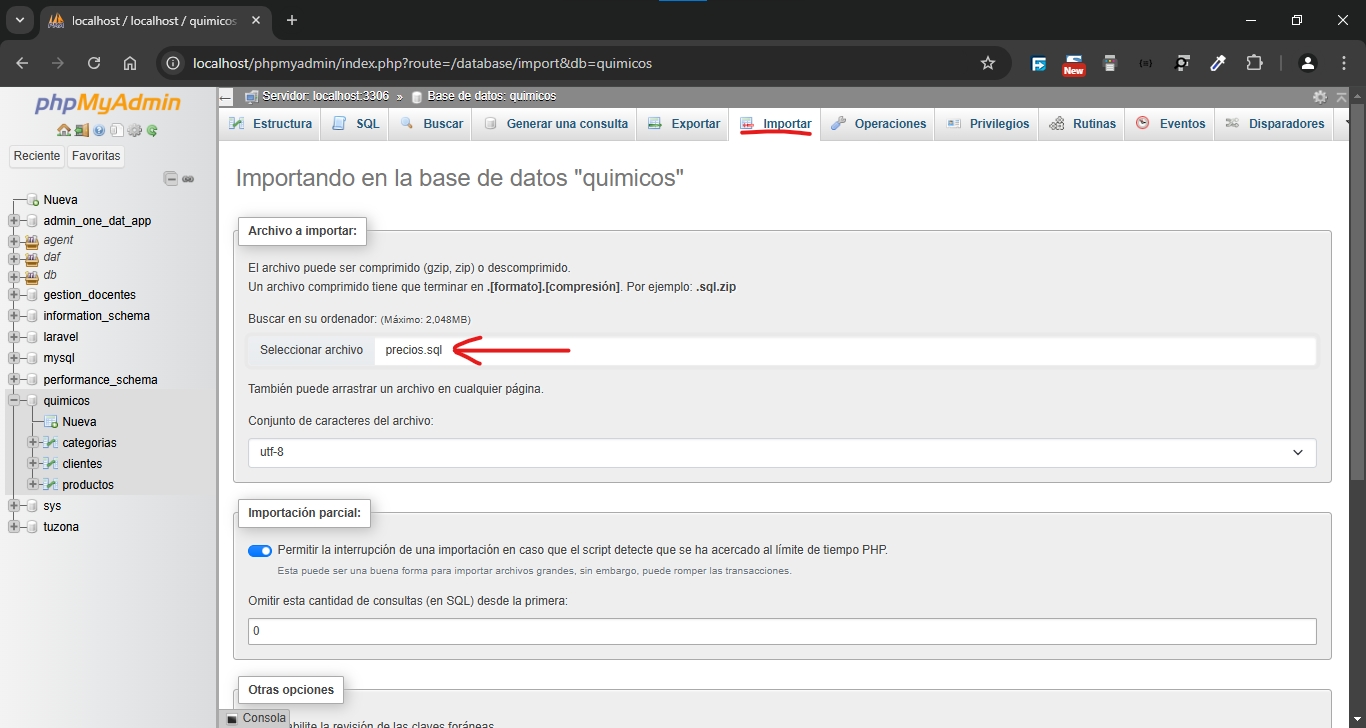 localhost / localhost / quimicos
localhost/phpmyadmin/index.php?route=/database/import&db=quimicos
New
phpMyAdmin
Reciente
Favoritas
Nueva
admin_one_dat_app
agent
daf
db
gestion_docentes
information_schema
laravel
mysql
performance_schema
quimicos
Nueva
categorias
clientes
productos
sys
tuzona
Servidor: localhost:3306 » Base de datos: quimicos
Estructura
SQL
Buscar
Generar una consulta
Exportar
Importar
Operaciones
Privilegios
Rutinas
Eventos
Disparadores
Importando en la base de datos "quimicos"
Archivo a importar:
El archivo puede ser comprimido (gzip, zip) o descomprimido.
Un archivo comprimido tiene que terminar en .[formato].[compresión]. Por ejemplo: .sql.zip
Buscar en su ordenador: (Máximo: 2,048MB)
Seleccionar archivo precios.sql
También puede arrastrar un archivo en cualquier página.
Conjunto de caracteres del archivo:
utf-8
Importación parcial:
Permitir la interrupción de una importación en caso que el script detecte que se ha acercado al límite de tiempo PHP.
Esta puede ser una buena forma para importar archivos grandes, sin embargo, puede romper las transacciones.
Omitir esta cantidad de consultas (en SQL) desde la primera:
0
Otras opciones
Consola
la revisión de las claves foráneas